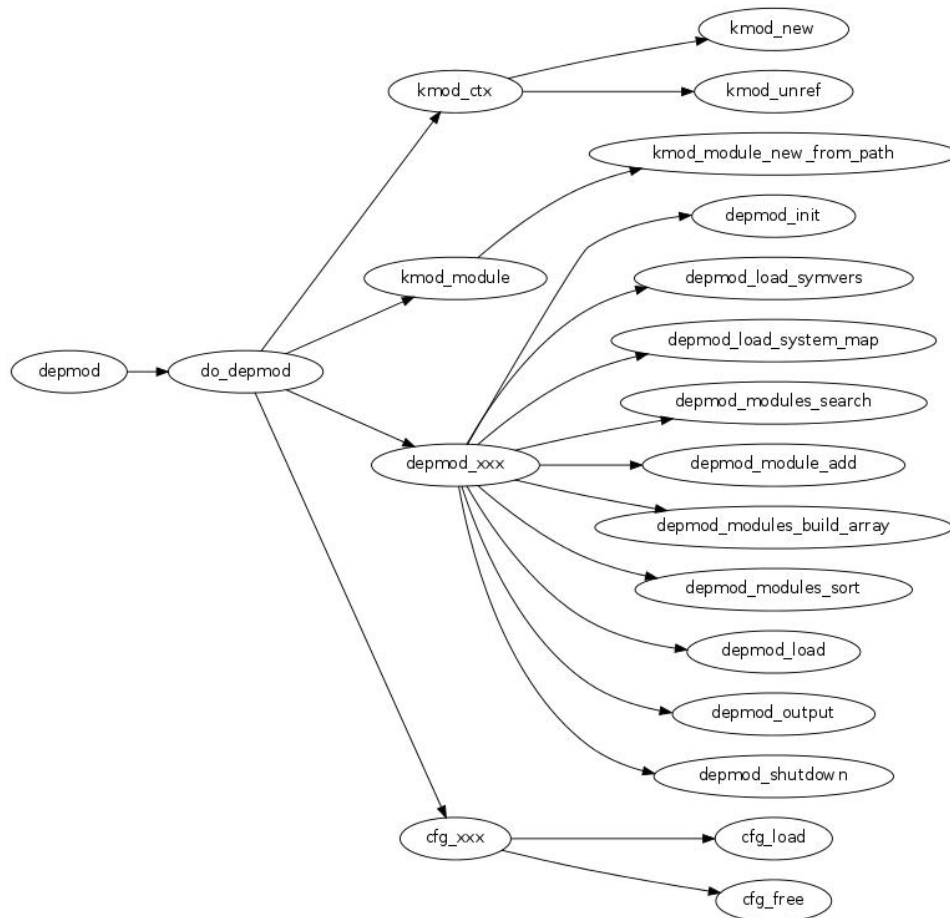 kmod_new
kmod_ctx
kmod_unref
kmod_module_new_from_path
depmod_init
kmod_module
depmod_load_symvers
depmod_load_system_map
depmod
do_depmod
depmod_modules_search
depmod_xxx
depmod_module_add
depmod_modules_build_array
depmod_modules_sort
depmod_load
depmod_output
depmod_shutdown
cfg_xxx
cfg_load
cfg_free